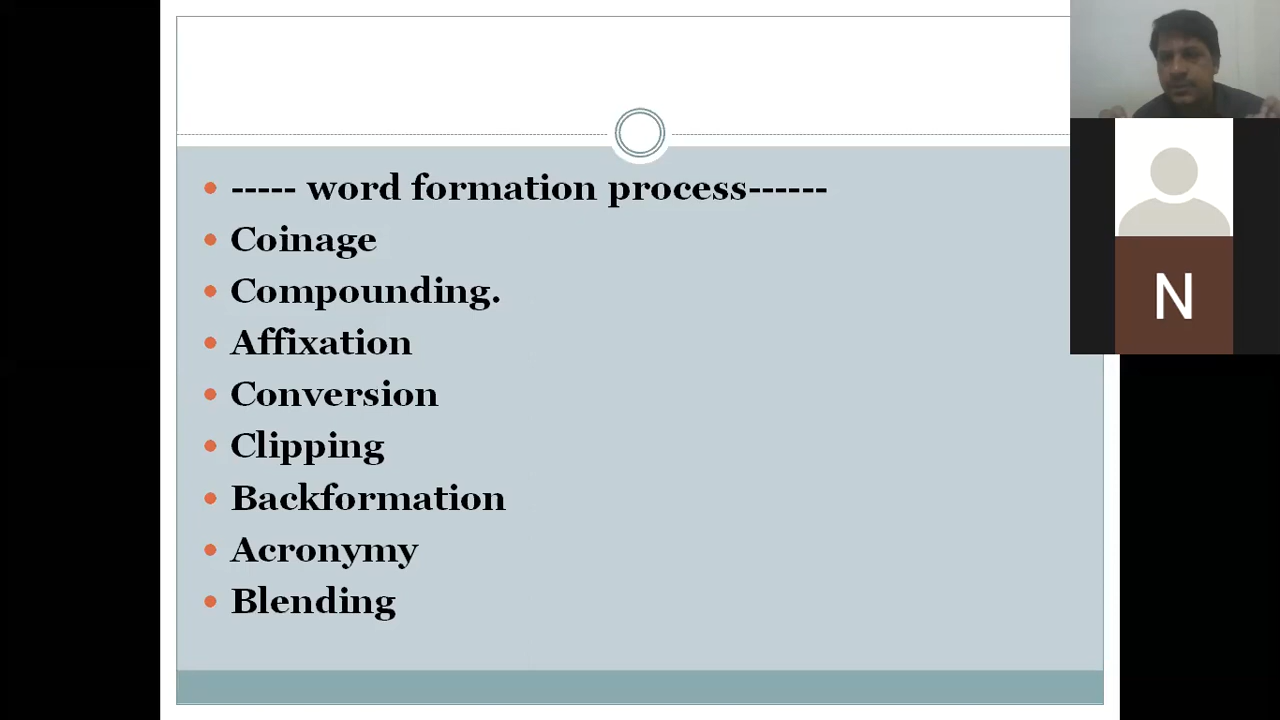 ----- word formation process------
Coinage
Compounding.
Affixation
Conversion
Clipping
Backformation
Acronymy
Blending
N